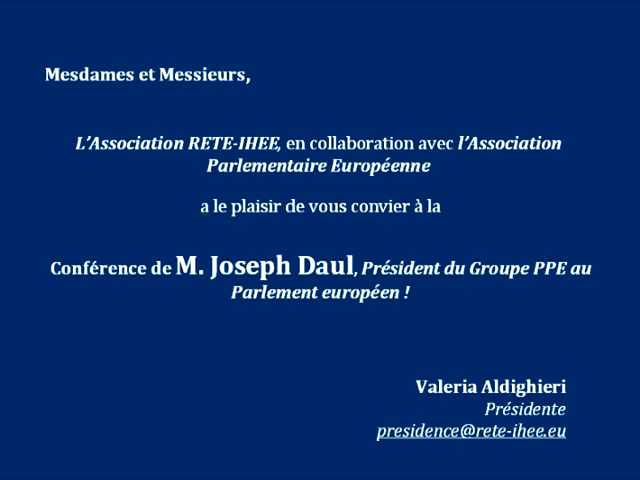 Mesdames et Messieurs,
L'Association RETE-IHEE, en collaboration avec l'Association
Parlementaire Européenne
a le plaisir de vous convier à la
Conférence de M. Joseph Daul, Président du Groupe PPE au
Parlement européen !
Valeria Aldighieri
Présidente
presidence@rete-ihee.eu